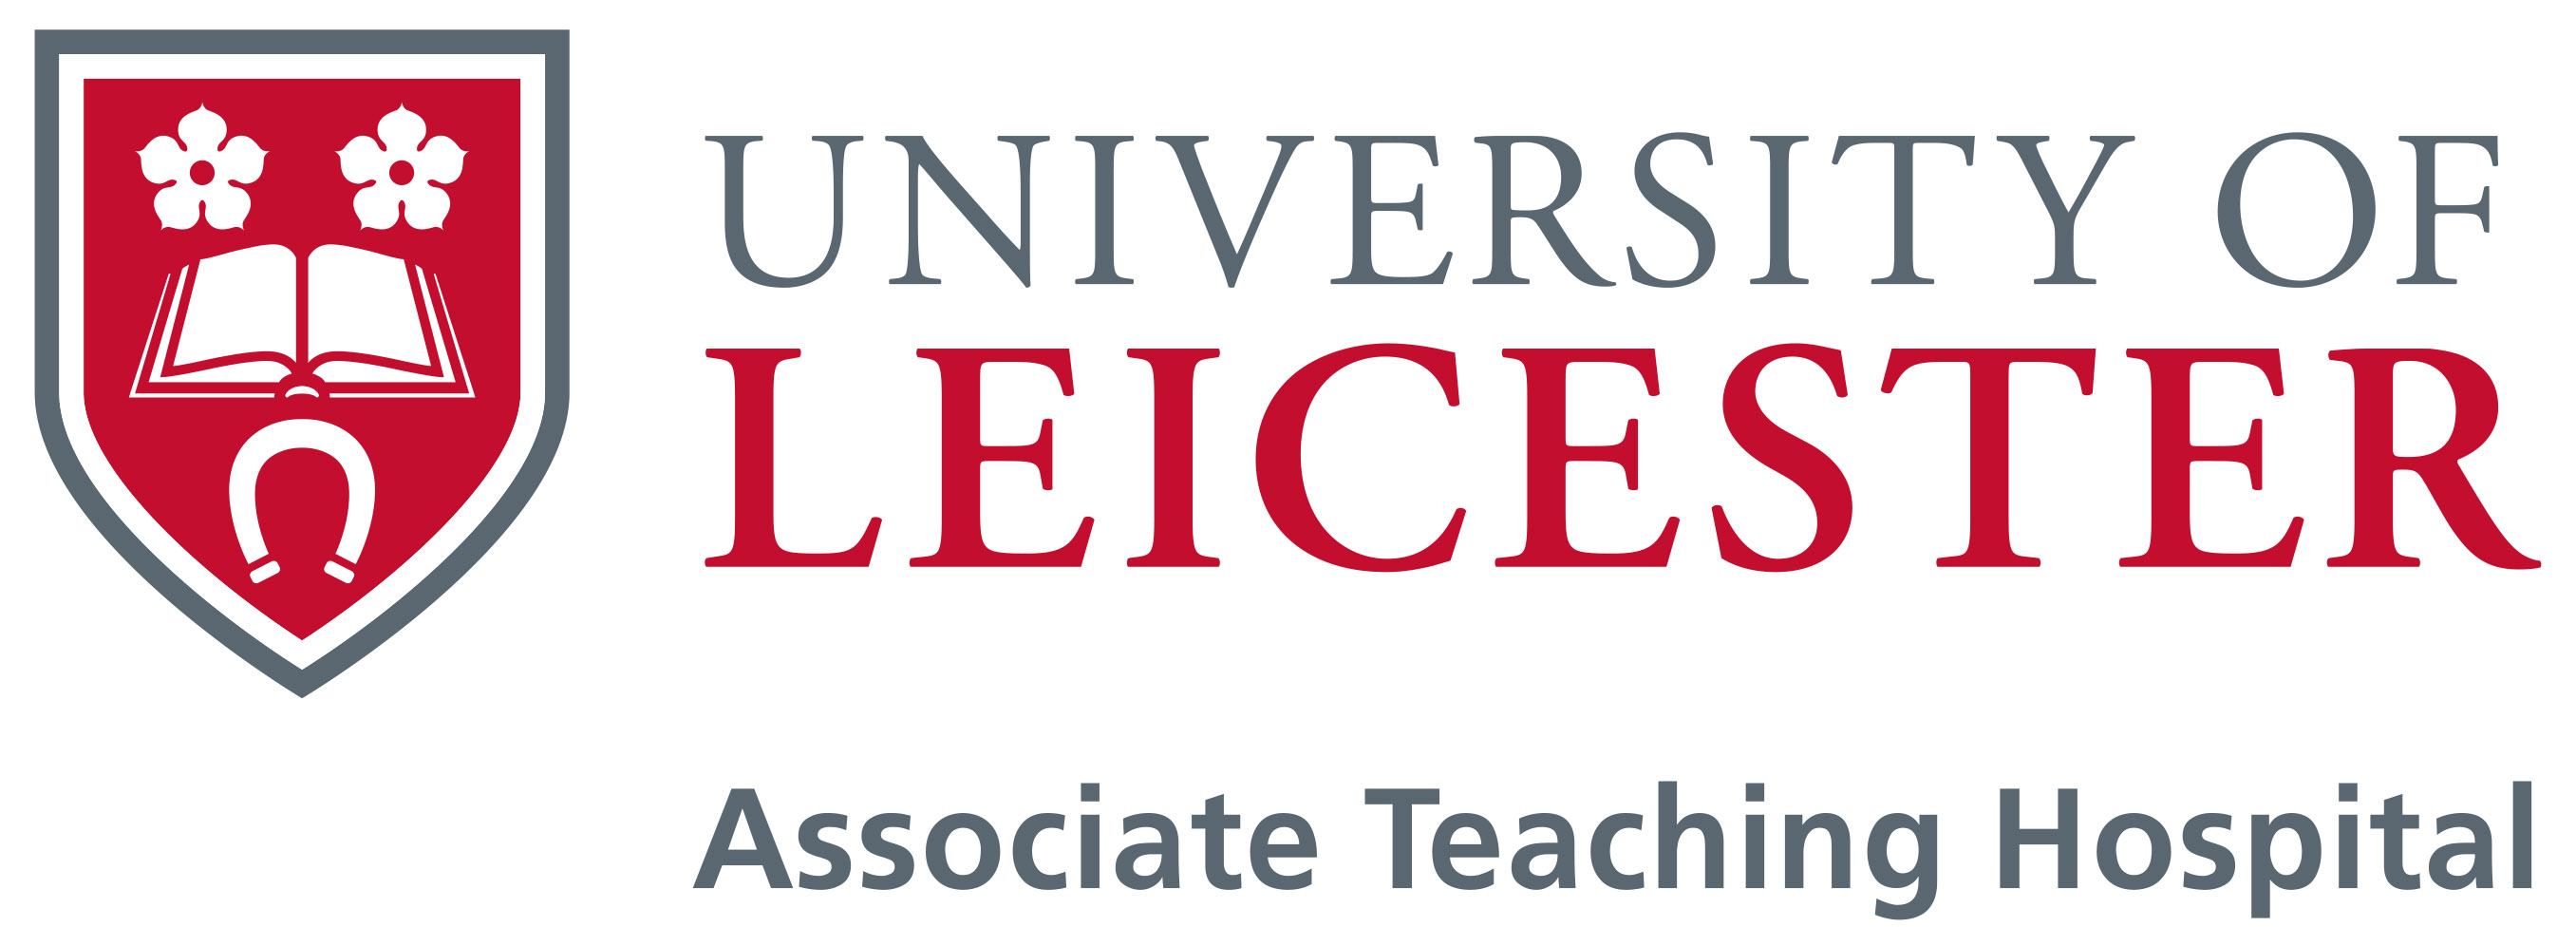 UNIVERSITY OF
LEICESTER
Associate Teaching Hospital